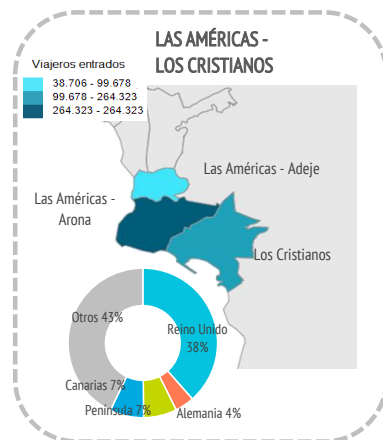 LAS AMÉRICAS -
LOS CRISTIANOS
Viajeros entrados
38.706 - 99.678
99.678 - 264.323
264.323 - 264.323
Las Américas - Adeje
Las Américas -
Arona
Los Cristianos
Otros 43%
Reino Unido
38%
Canarias 7%
Península 7%
Alemania 4%